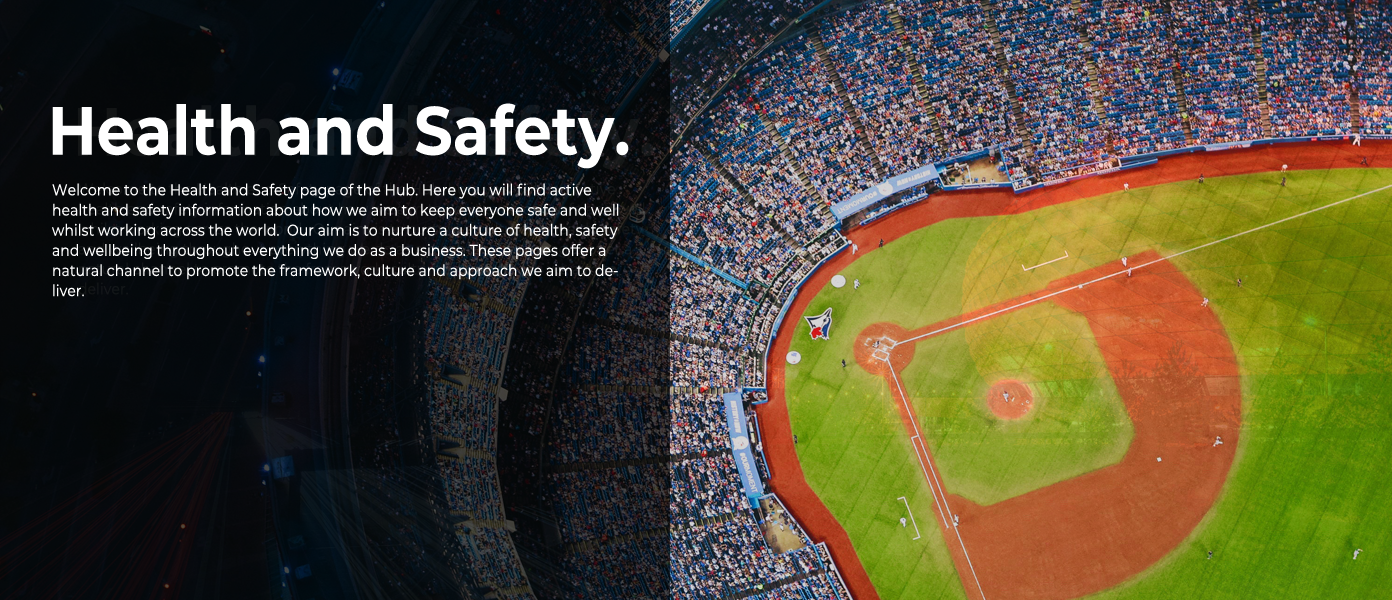 Health and Safety.
Welcome to the Health and Safety page of the Hub. Here you will find active
health and safety information about how we aim to keep everyone safe and well
whilst working across the world.  Our aim is to nurture a culture of health, safety
and wellbeing throughout everything we do as a business. These pages offer a
natural channel to promote the framework, culture and approach we aim to de-
liver.